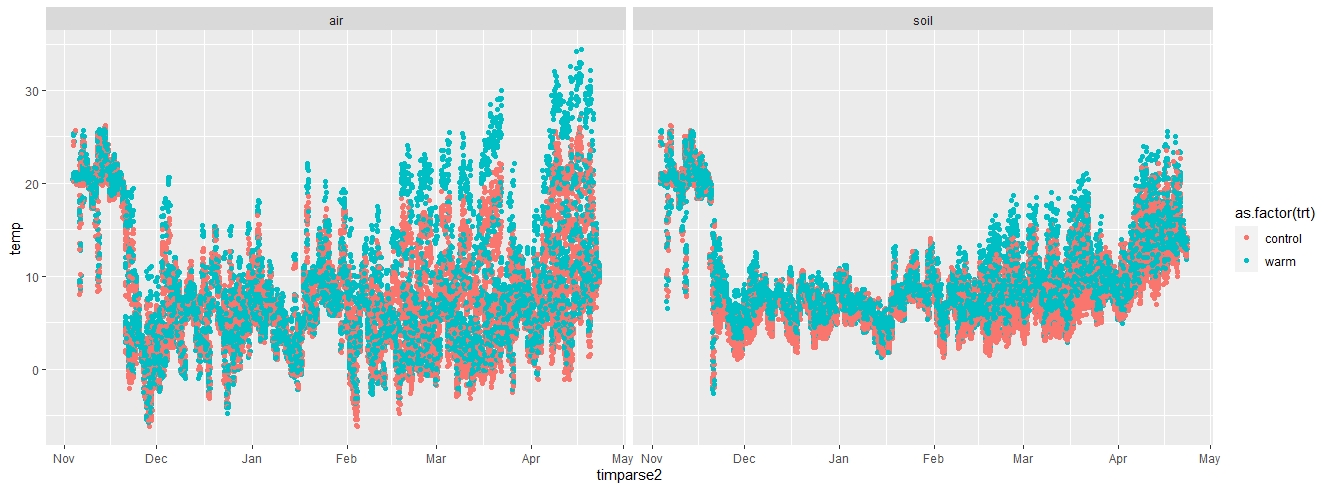 air
soil
temp
30
20
10
0
Nov
Dec
Jan
Feb
Mar
Apr
May
Nov
Dec
Jan
Feb
Mar
Apr
May
timparse2
as.factor(trt)
control
warm